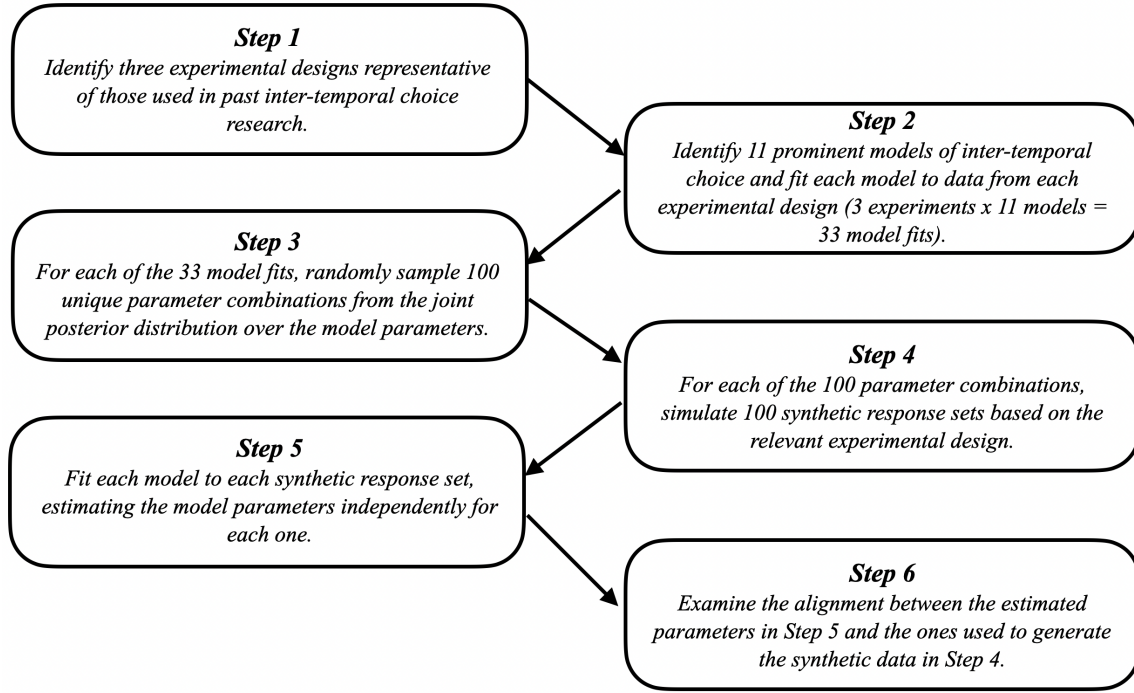 Step 1
Identify three experimental designs representative
of those used in past inter-temporal choice
research.
Step 2
Identify 11 prominent models of inter-temporal
choice and fit each model to data from each
experimental design (3 experiments x 11 models =
33 model fits).
Step 3
For each of the 33 model fits, randomly sample 100
unique parameter combinations from the joint
posterior distribution over the model parameters.
Step 4
For each of the 100 parameter combinations,
simulate 100 synthetic response sets based on the
relevant experimental design.
Step 5
Fit each model to each synthetic response set,
estimating the model parameters independently for
each one.
Step 6
Examine the alignment between the estimated
parameters in Step 5 and the ones used to generate
the synthetic data in Step 4.